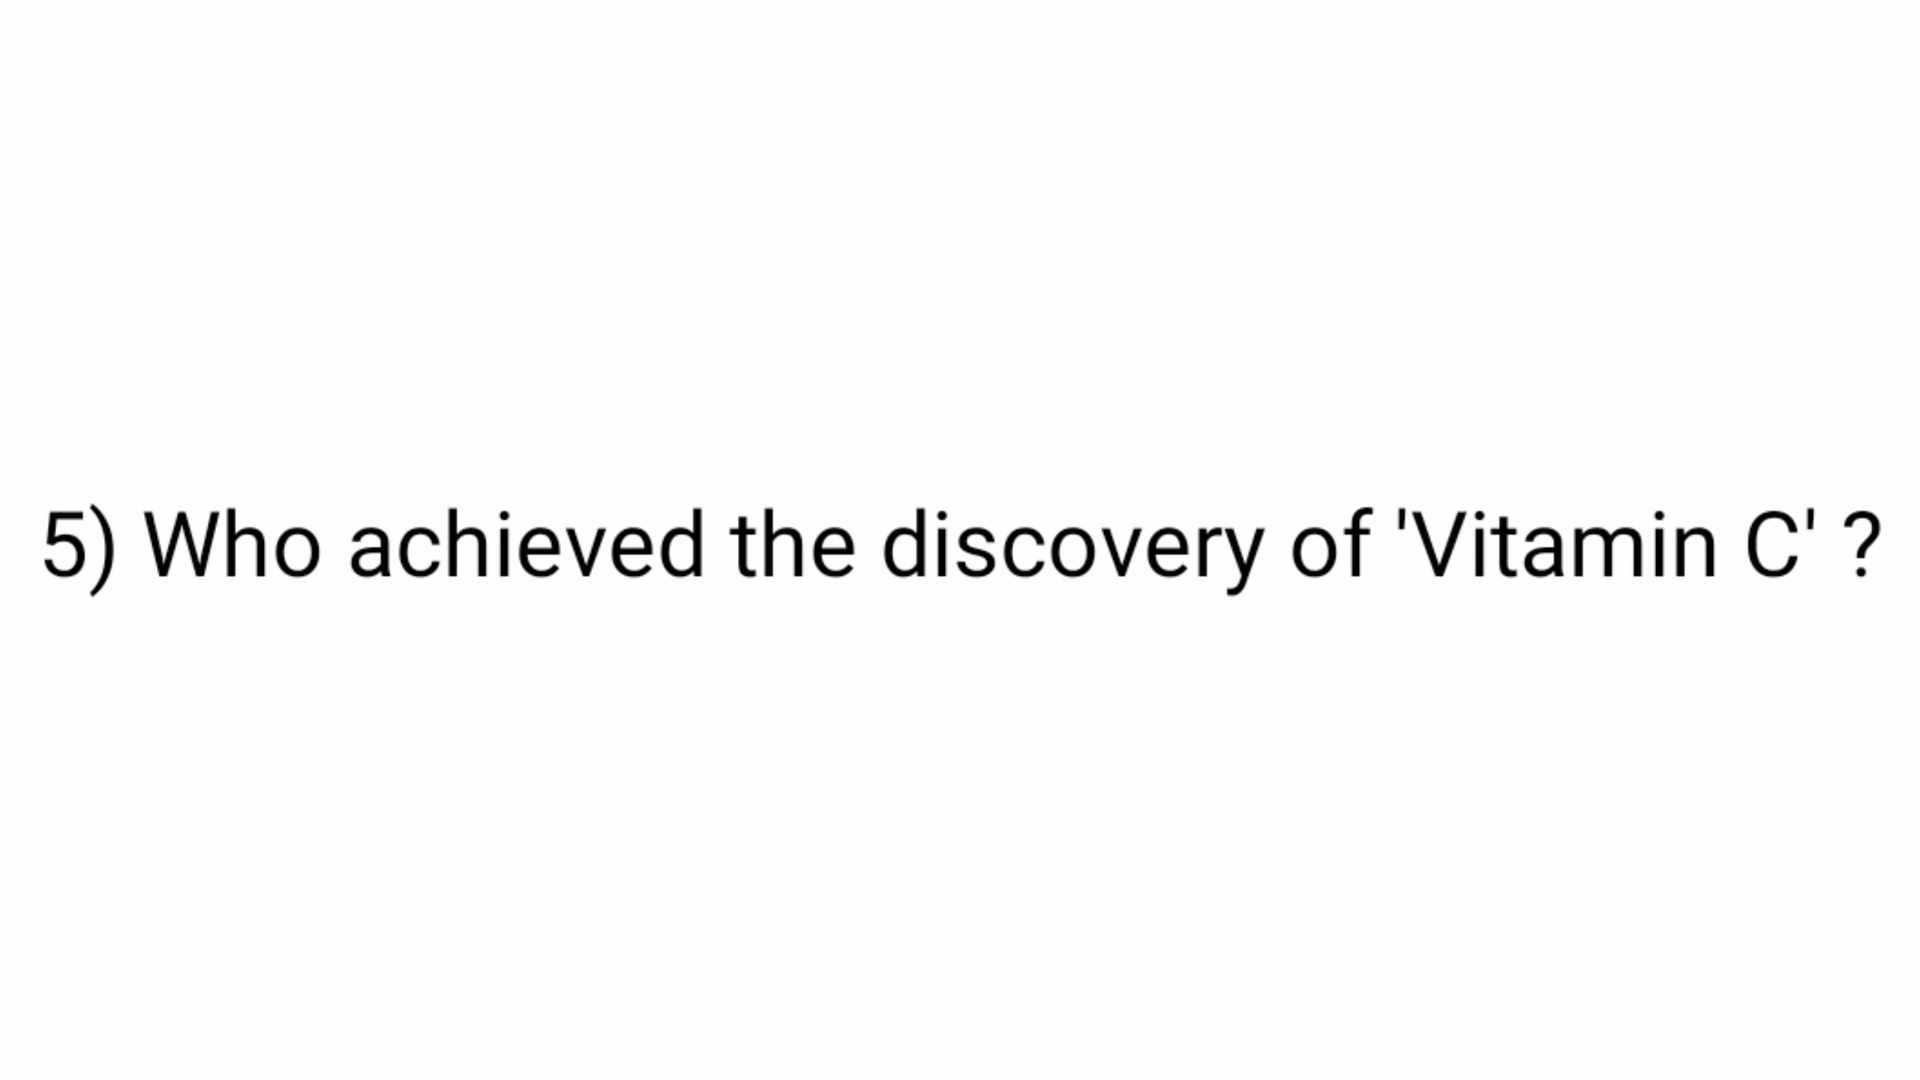 5) Who achieved the discovery of 'Vitamin C' ?